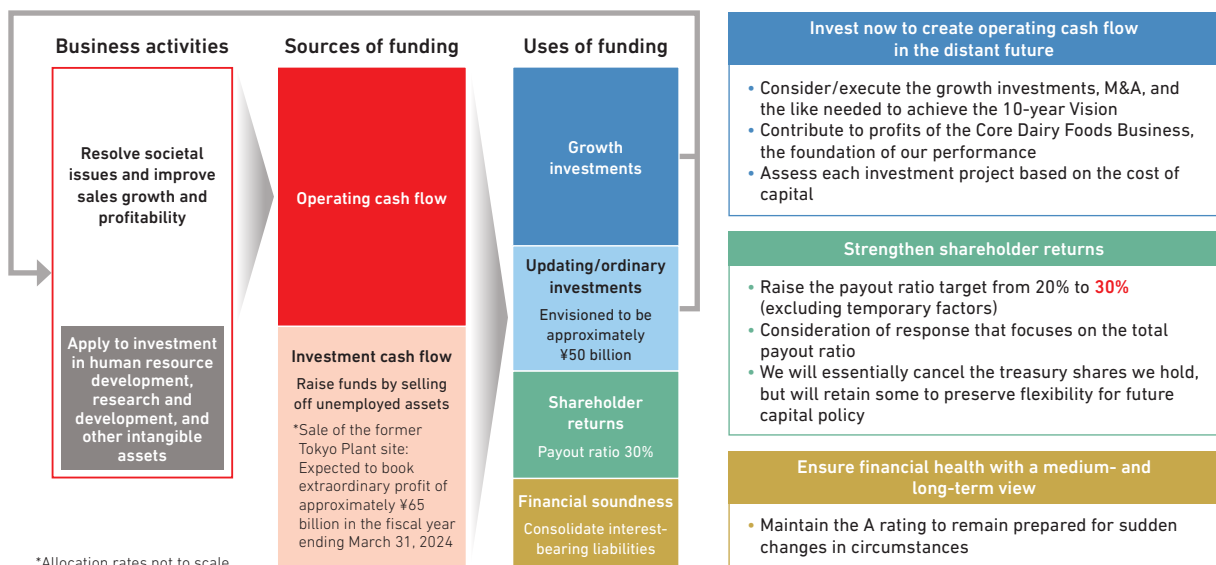 Business activities
Resolve societal
issues and improve
sales growth and
profitability
Apply to investment
in human resource
development,
research and
development, and
other intangible
assets
*Allocation rates not to scale
Sources of funding
Operating cash flow
Investment cash flow
Raise funds by selling
off unemployed assets
*Sale of the former
Tokyo Plant site:
Expected to book
extraordinary profit of
approximately ¥65
billion in the fiscal year
ending March 31, 2024
Uses of funding
Growth
investments
Updating/ordinary
investments
Envisioned to be
approximately
¥50 billion
Shareholder
returns
Payout ratio 30%
Financial soundness
Consolidate interest-
bearing liabilities
Invest now to create operating cash flow
in the distant future
• Consider/execute the growth investments, M&A, and
the like needed to achieve the 10-year Vision
• Contribute to profits of the Core Dairy Foods Business,
the foundation of our performance
• Assess each investment project based on the cost of
capital
Strengthen shareholder returns
• Raise the payout ratio target from 20% to 30%
(excluding temporary factors)
• Consideration of response that focuses on the total
payout ratio
• We will essentially cancel the treasury shares we hold,
but will retain some to preserve flexibility for future
capital policy
Ensure financial health with a medium- and
long-term view
• Maintain the A rating to remain prepared for sudden
changes in circumstances